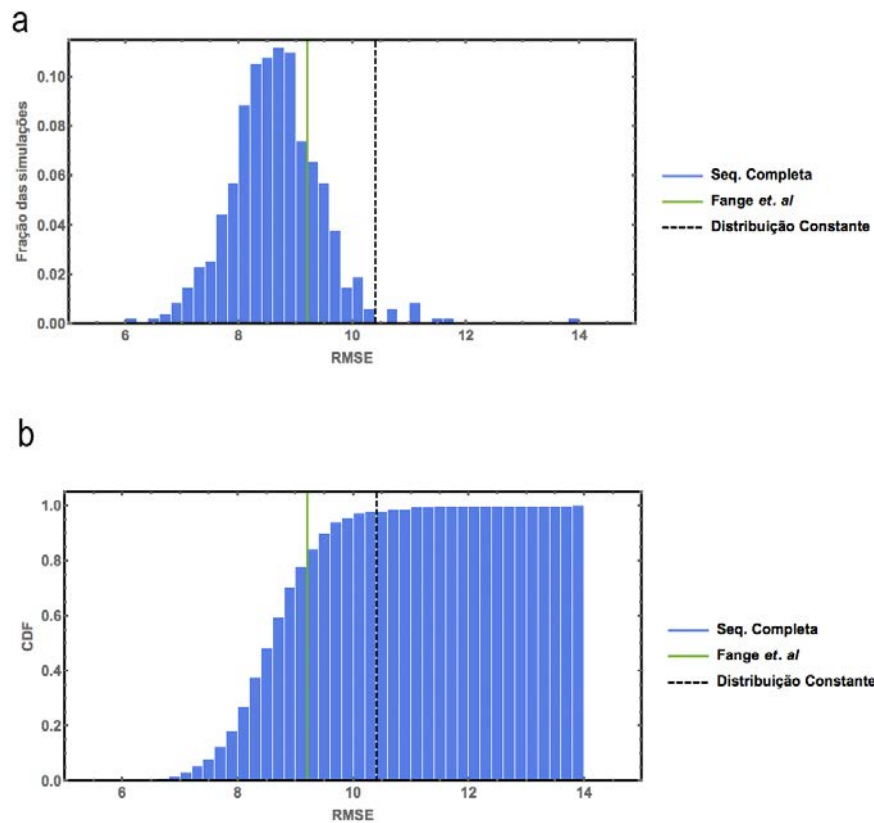 a
0.10
0.08
0.06
0.04
0.02
0.00
Fração das simulações
6
8
10
12
14
RMSE
Seq. Completa
Fange et. al
Distribuição Constante
b
1.0
0.8
0.6
0.4
0.2
0.0
CDF
6
8
10
12
14
RMSE
Seq. Completa
Fange et. al
Distribuição Constante